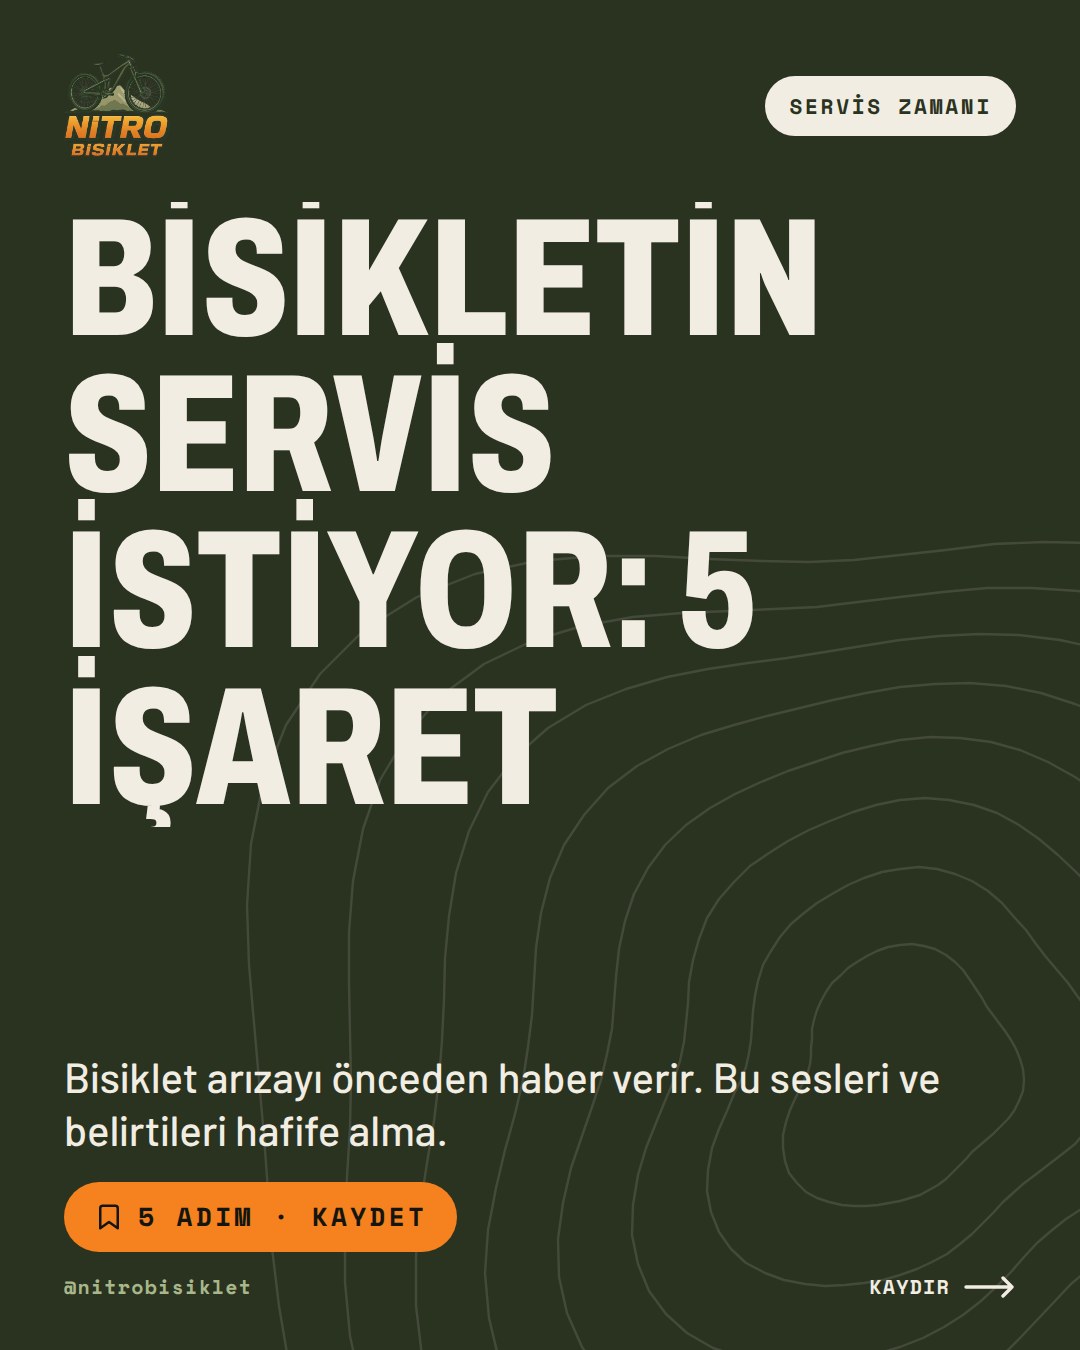 NiTRO
BISIKLET
SERVİS ZAMANI
BİSİKLETİN
SERVİS
İSTİYOR: 5
İŞARET
Bisiklet arızayı önceden haber verir. Bu sesleri ve
belirtileri hafife alma.
5 ADIM · KAYDET
@nitrobisiklet
KAYDIR